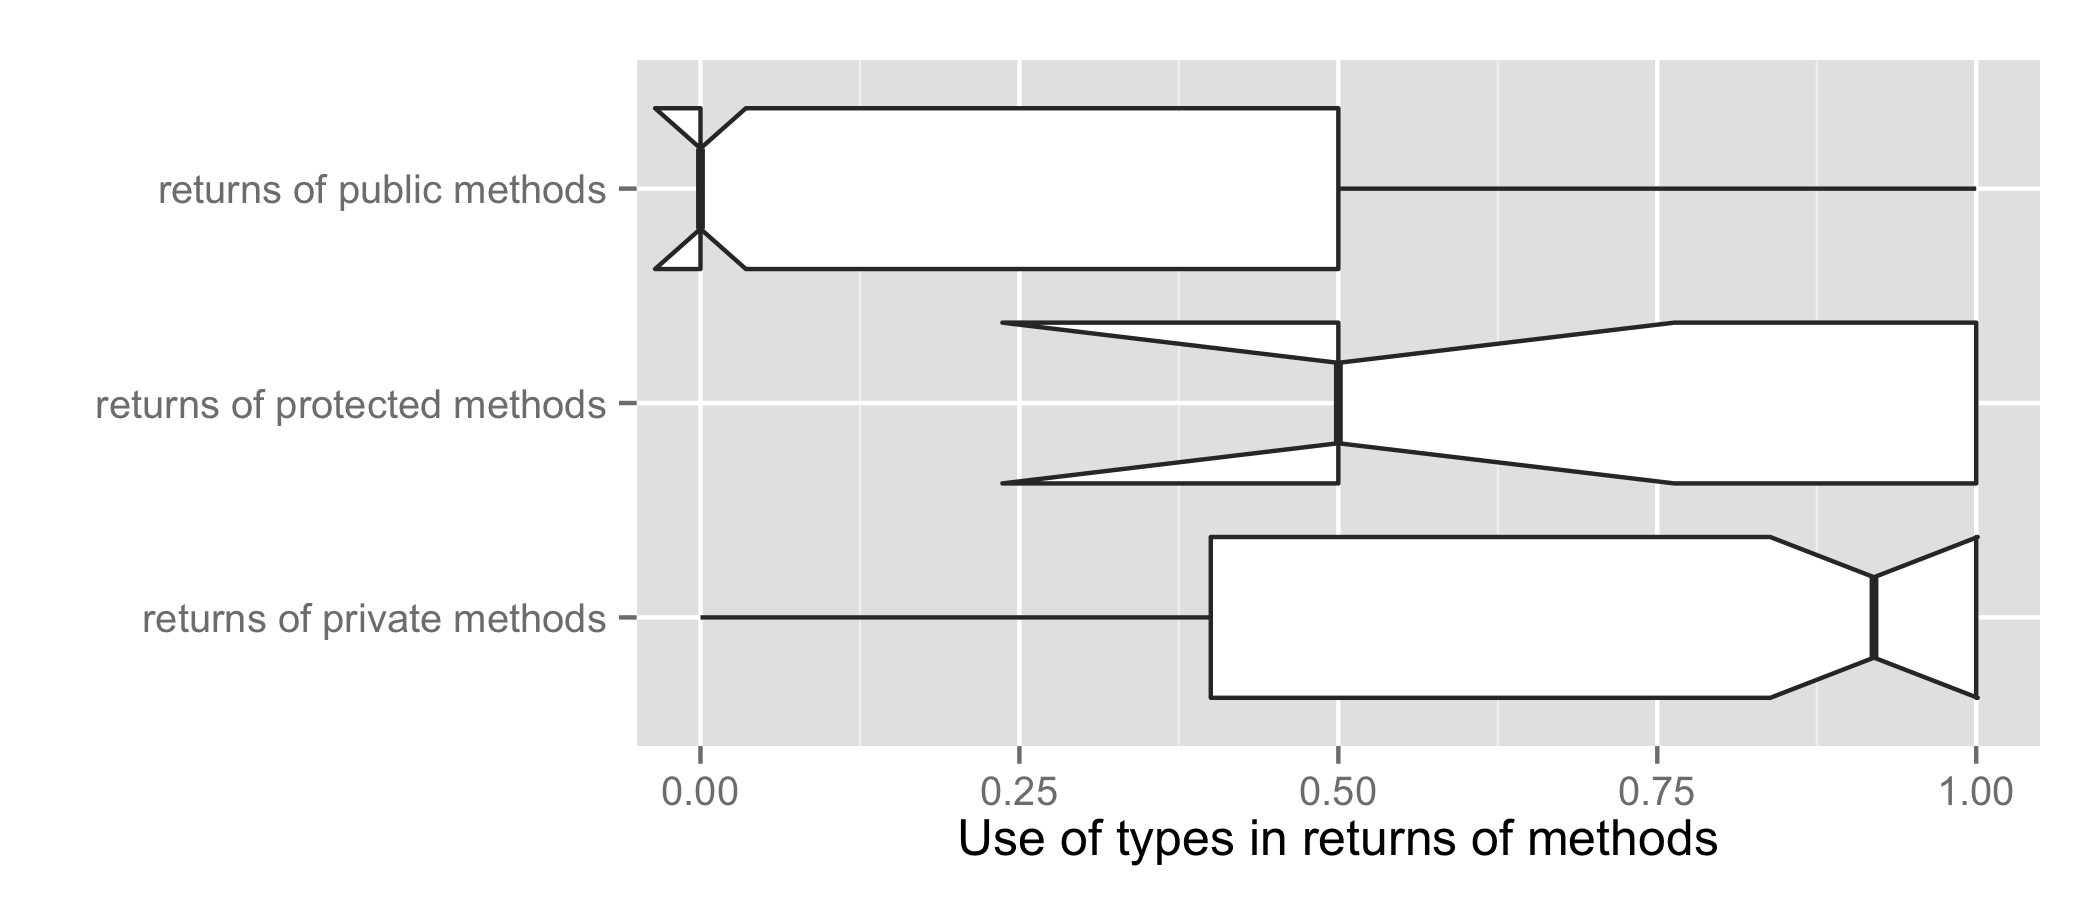 returns of public methods
returns of protected methods
returns of private methods
0.00 0.25 0.50 0.75 1.00
Use of types in returns of methods